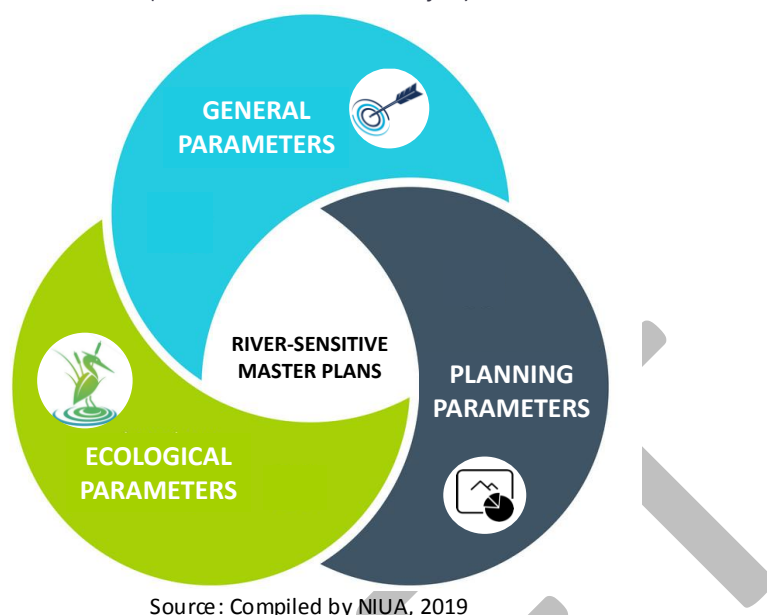 GENERAL
PARAMETERS
RIVER-SENSITIVE
MASTER PLANS
PLANNING
PARAMETERS
ECOLOGICAL
PARAMETERS
Source: Compiled by NIUA, 2019